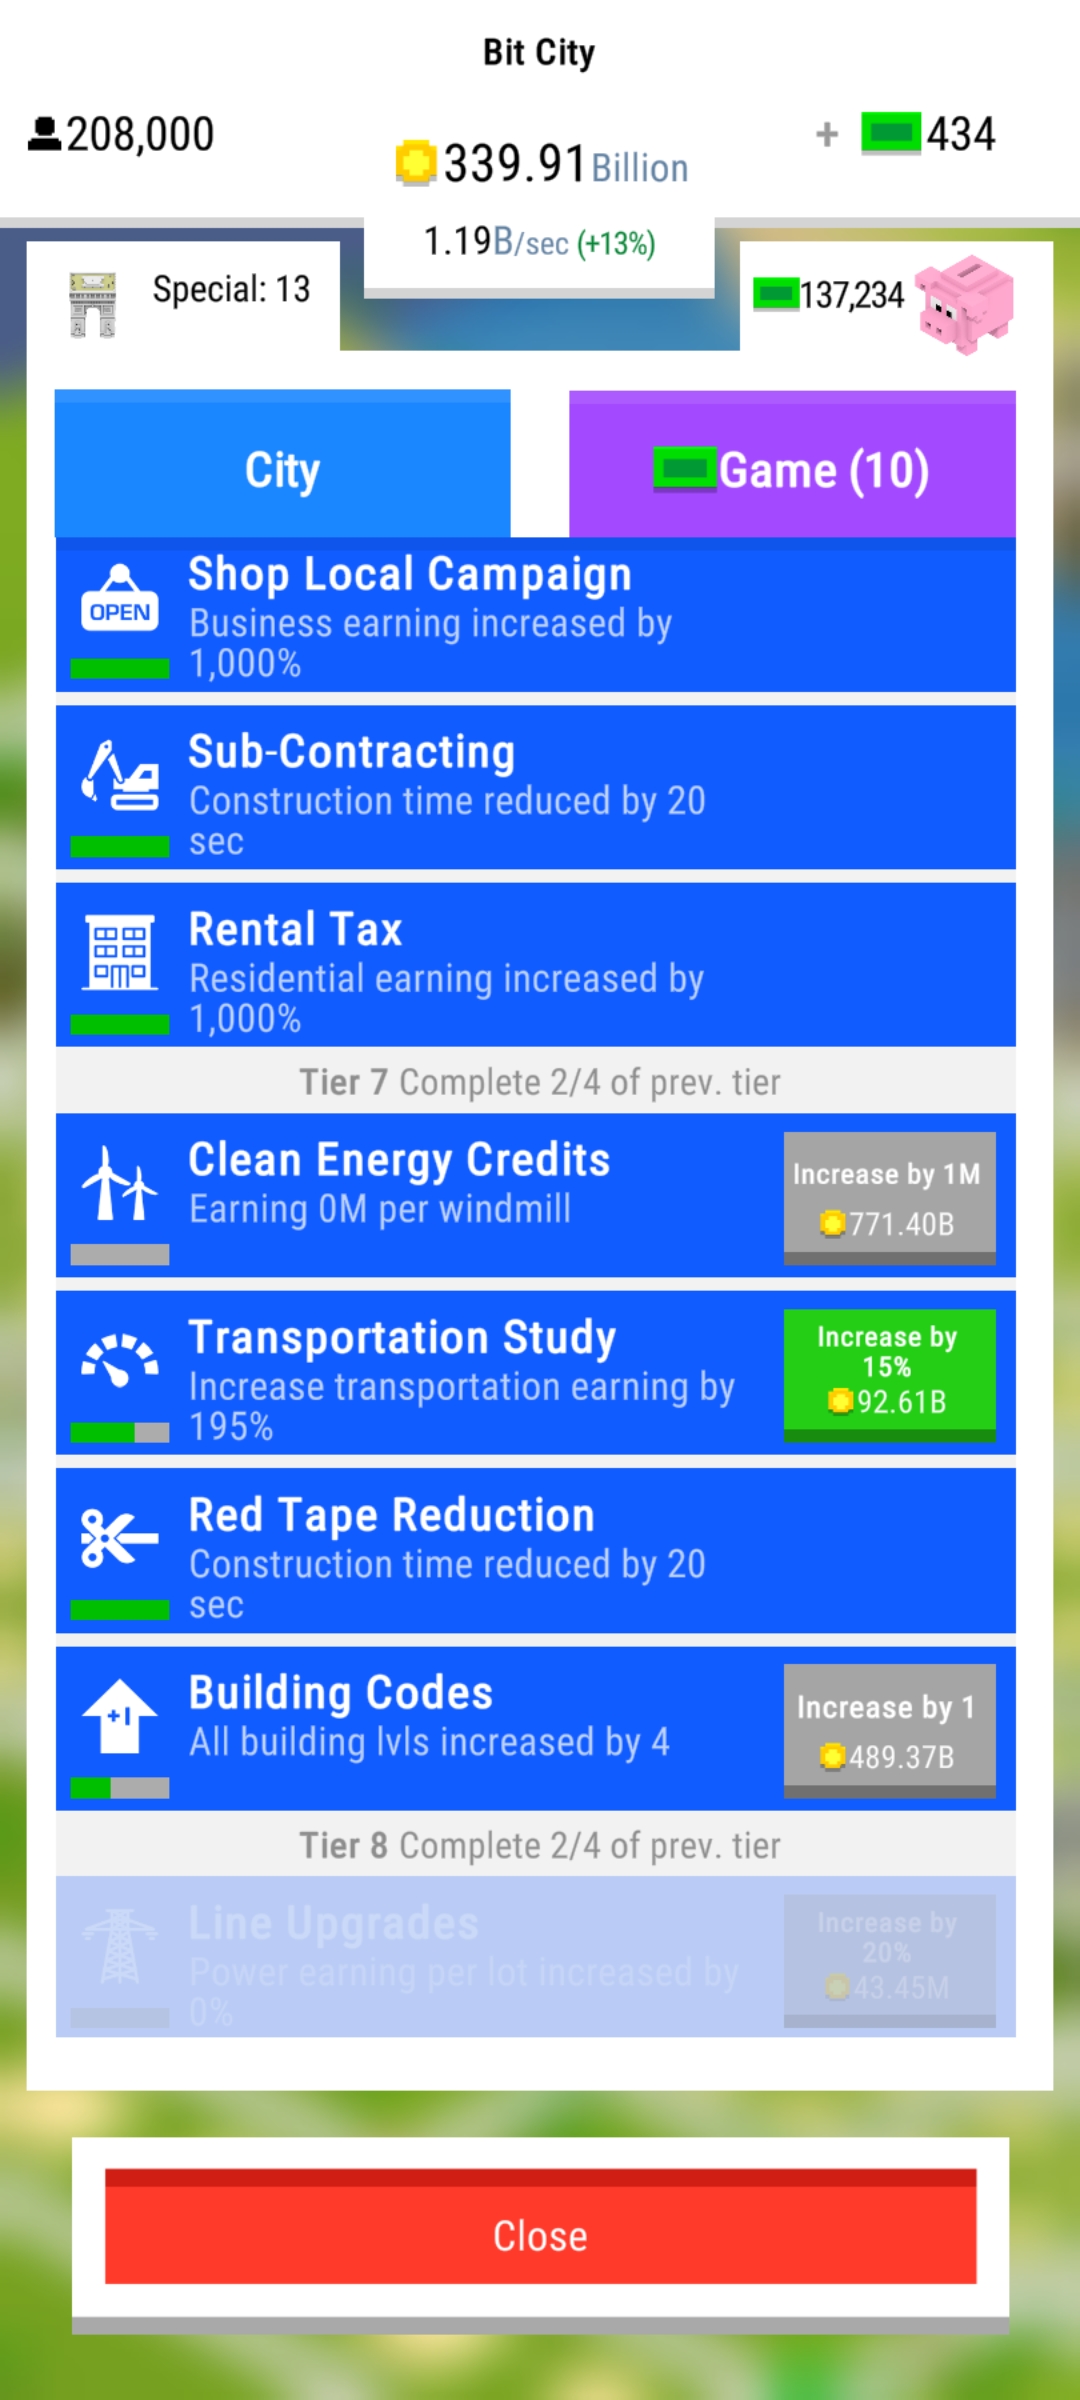 Bit City
208,000
339.91 Billion
+ 434
1.19B/sec (+13%)
Special: 13
137,234
City
Game (10)
OPEN
Shop Local Campaign
Business earning increased by
1,000%
Sub-Contracting
Construction time reduced by 20
sec
Rental Tax
Residential earning increased by
1,000%
Tier 7 Complete 2/4 of prev. tier
Clean Energy Credits
Earning 0M per windmill
Increase by 1M
771.40B
Transportation Study
Increase transportation earning by
195%
Increase by
15%
92.61B
Red Tape Reduction
Construction time reduced by 20
sec
+1
Building Codes
All building lvls increased by 4
Increase by 1
489.37B
Tier 8 Complete 2/4 of prev. tier
Line Upgrades
Power earning per lot increased by
0%
Increase by
20%
43.45M
Close